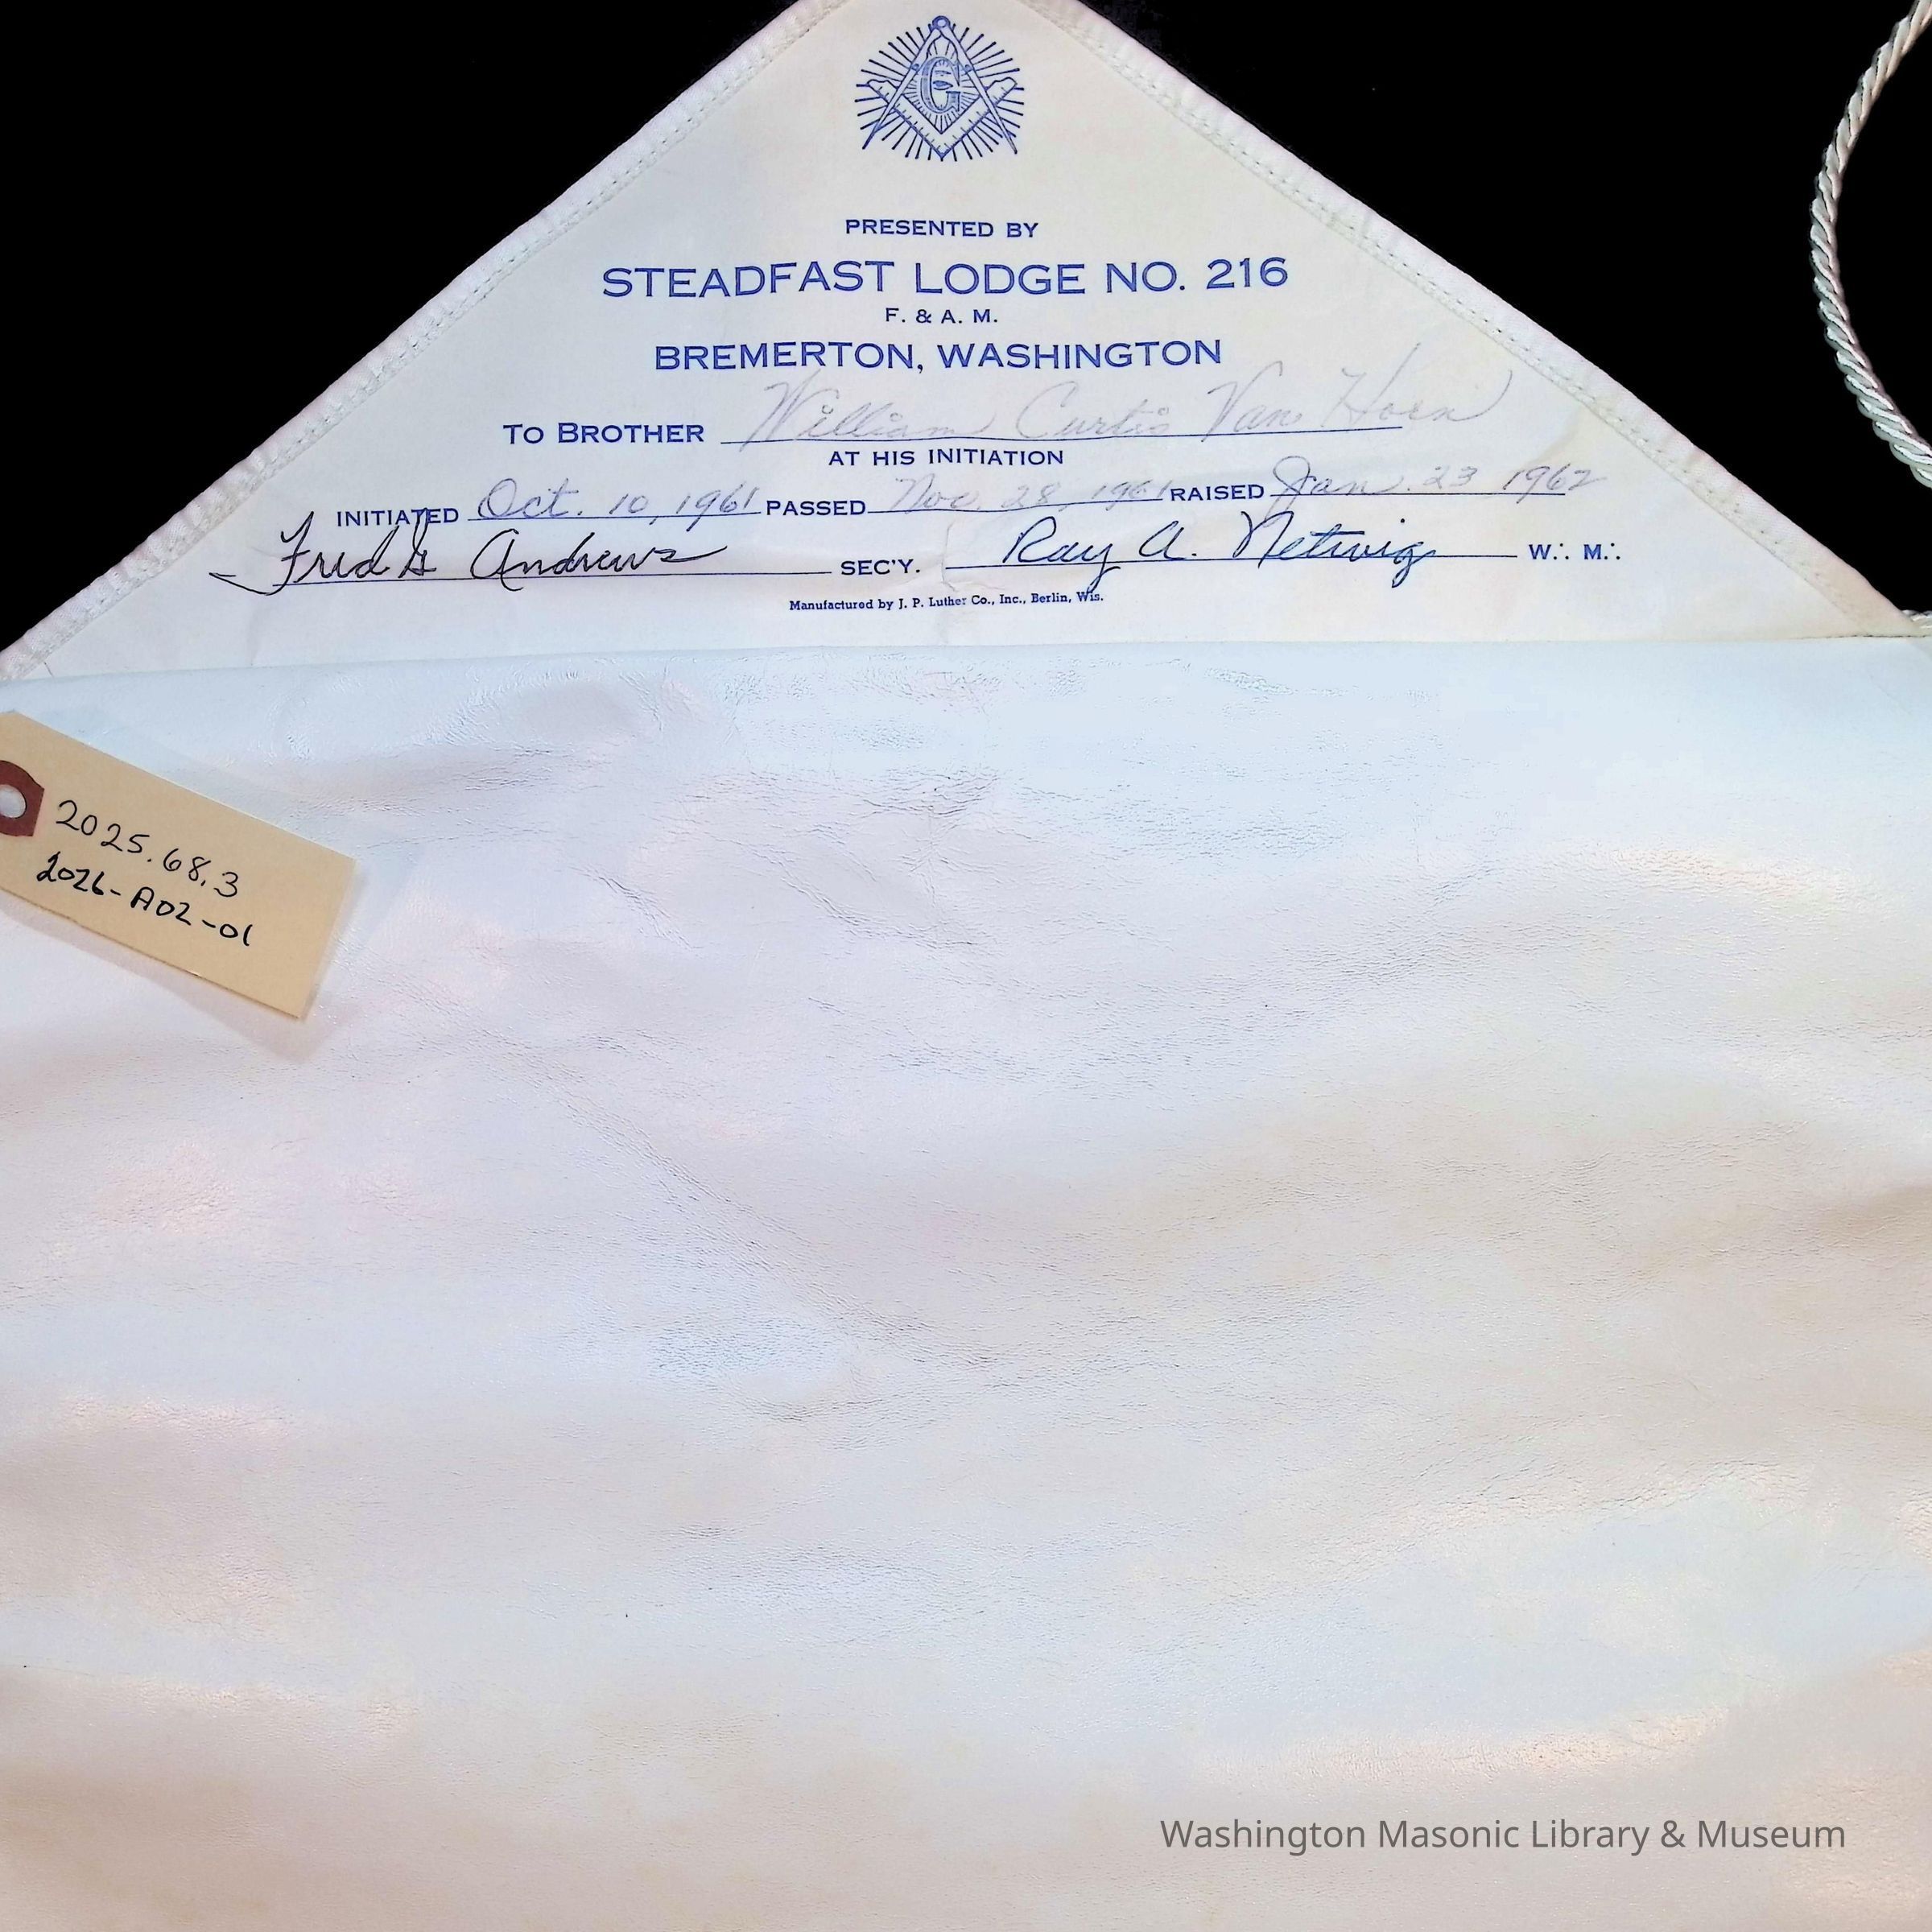 G
PRESENTED BY
STEADFAST LODGE NO. 216
F. & A. M.
BREMERTON, WASHINGTON
TO BROTHER William Curtis Van Horn
AT HIS INITIATION
INITIATED Oct. 10, 1961 PASSED Nov. 28, 1961 RAISED Jan. 23 1962
Fred G Andrews SEC'Y. Ray A. Netwig W∴ M∴
Manufactured by J. P. Luther Co., Inc., Berlin, Wis.
2025.68.3
2026-A02-01
Washington Masonic Library & Museum